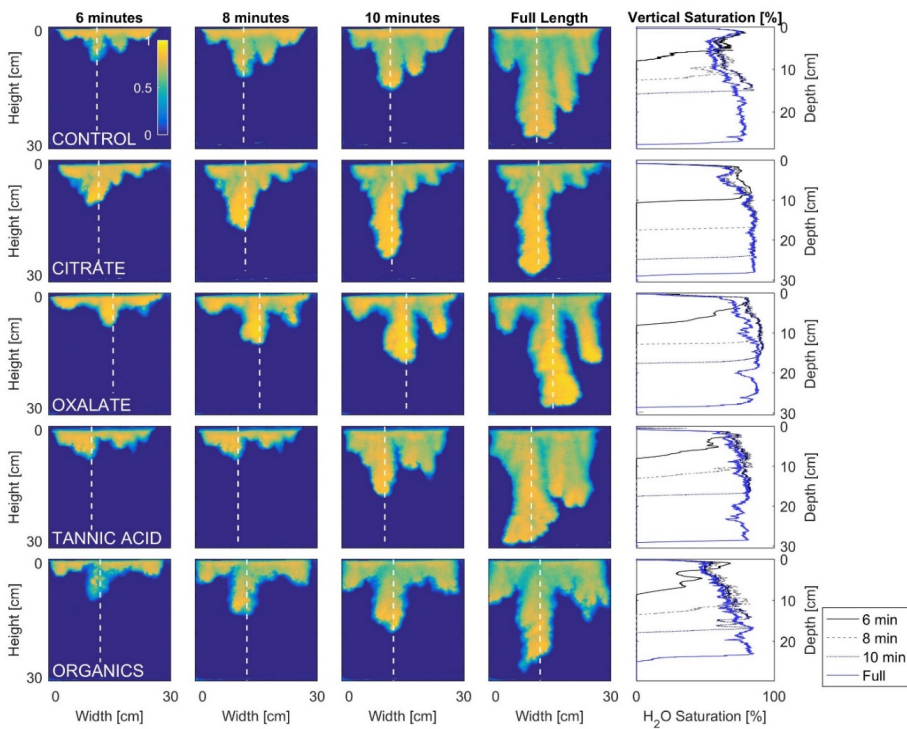 6 minutes 8 minutes 10 minutes Full Length Vertical Saturation [%]
Height [cm] 0 30 CONTROL 1 0.5 0 0 10 20 Depth [cm]
Height [cm] 0 30 CITRATE 0 10 20 30 Depth [cm]
Height [cm] 0 30 OXALATE 0 10 20 30 Depth [cm]
Height [cm] 0 30 TANNIC ACID 0 10 20 30 Depth [cm]
Height [cm] 0 30 ORGANICS 0 10 20 Depth [cm]
0 30 0 30 0 30 0 30 0 100
Width [cm] Width [cm] Width [cm] Width [cm] H₂O Saturation [%]
6 min
8 min
10 min
Full